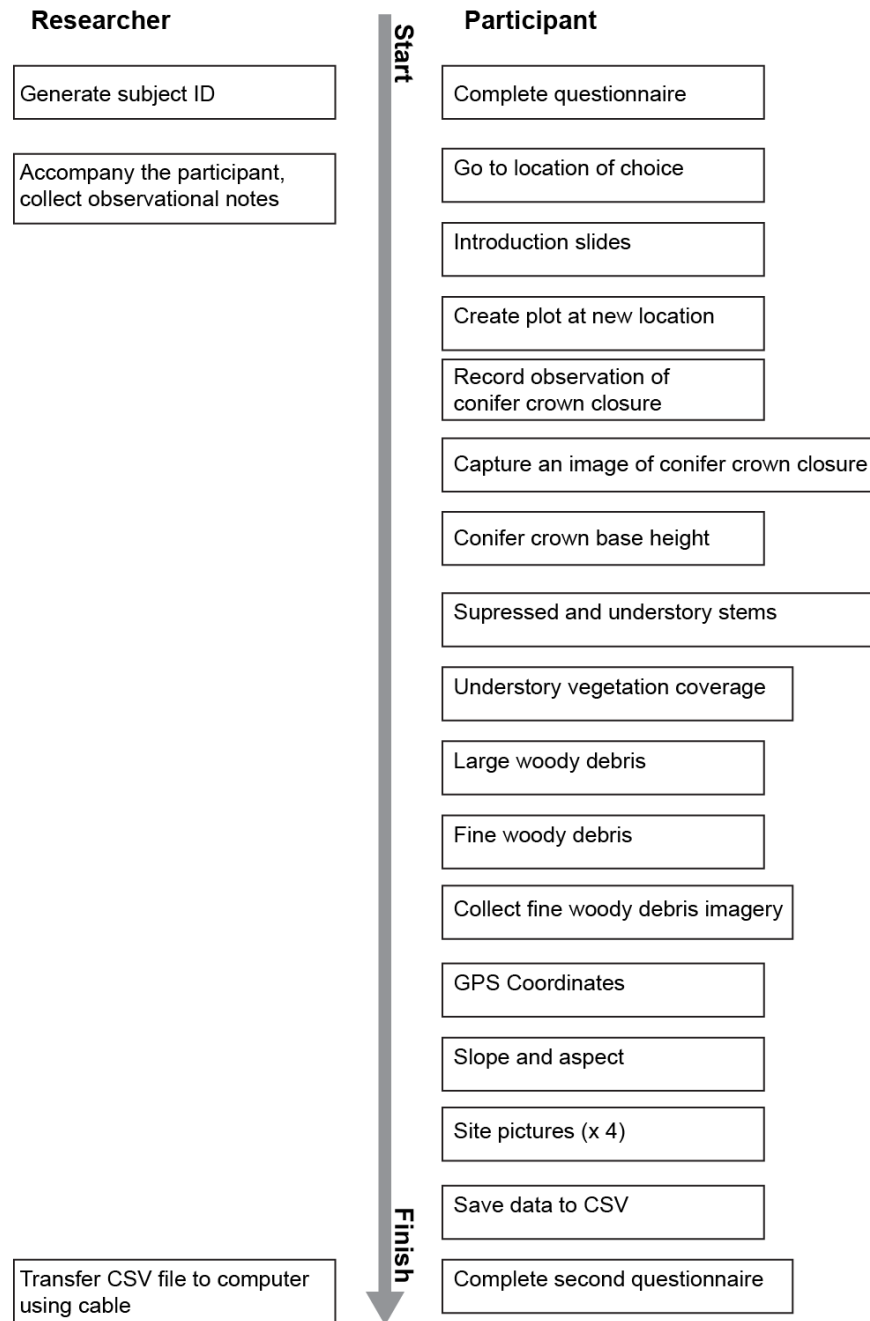 Researcher
Participant
Start
Generate subject ID
Complete questionnaire
Accompany the participant,
collect observational notes
Go to location of choice
Introduction slides
Create plot at new location
Record observation of
conifer crown closure
Capture an image of conifer crown closure
Conifer crown base height
Supressed and understory stems
Understory vegetation coverage
Large woody debris
Fine woody debris
Collect fine woody debris imagery
GPS Coordinates
Slope and aspect
Site pictures (x 4)
Save data to CSV
Finish
Transfer CSV file to computer
using cable
Complete second questionnaire